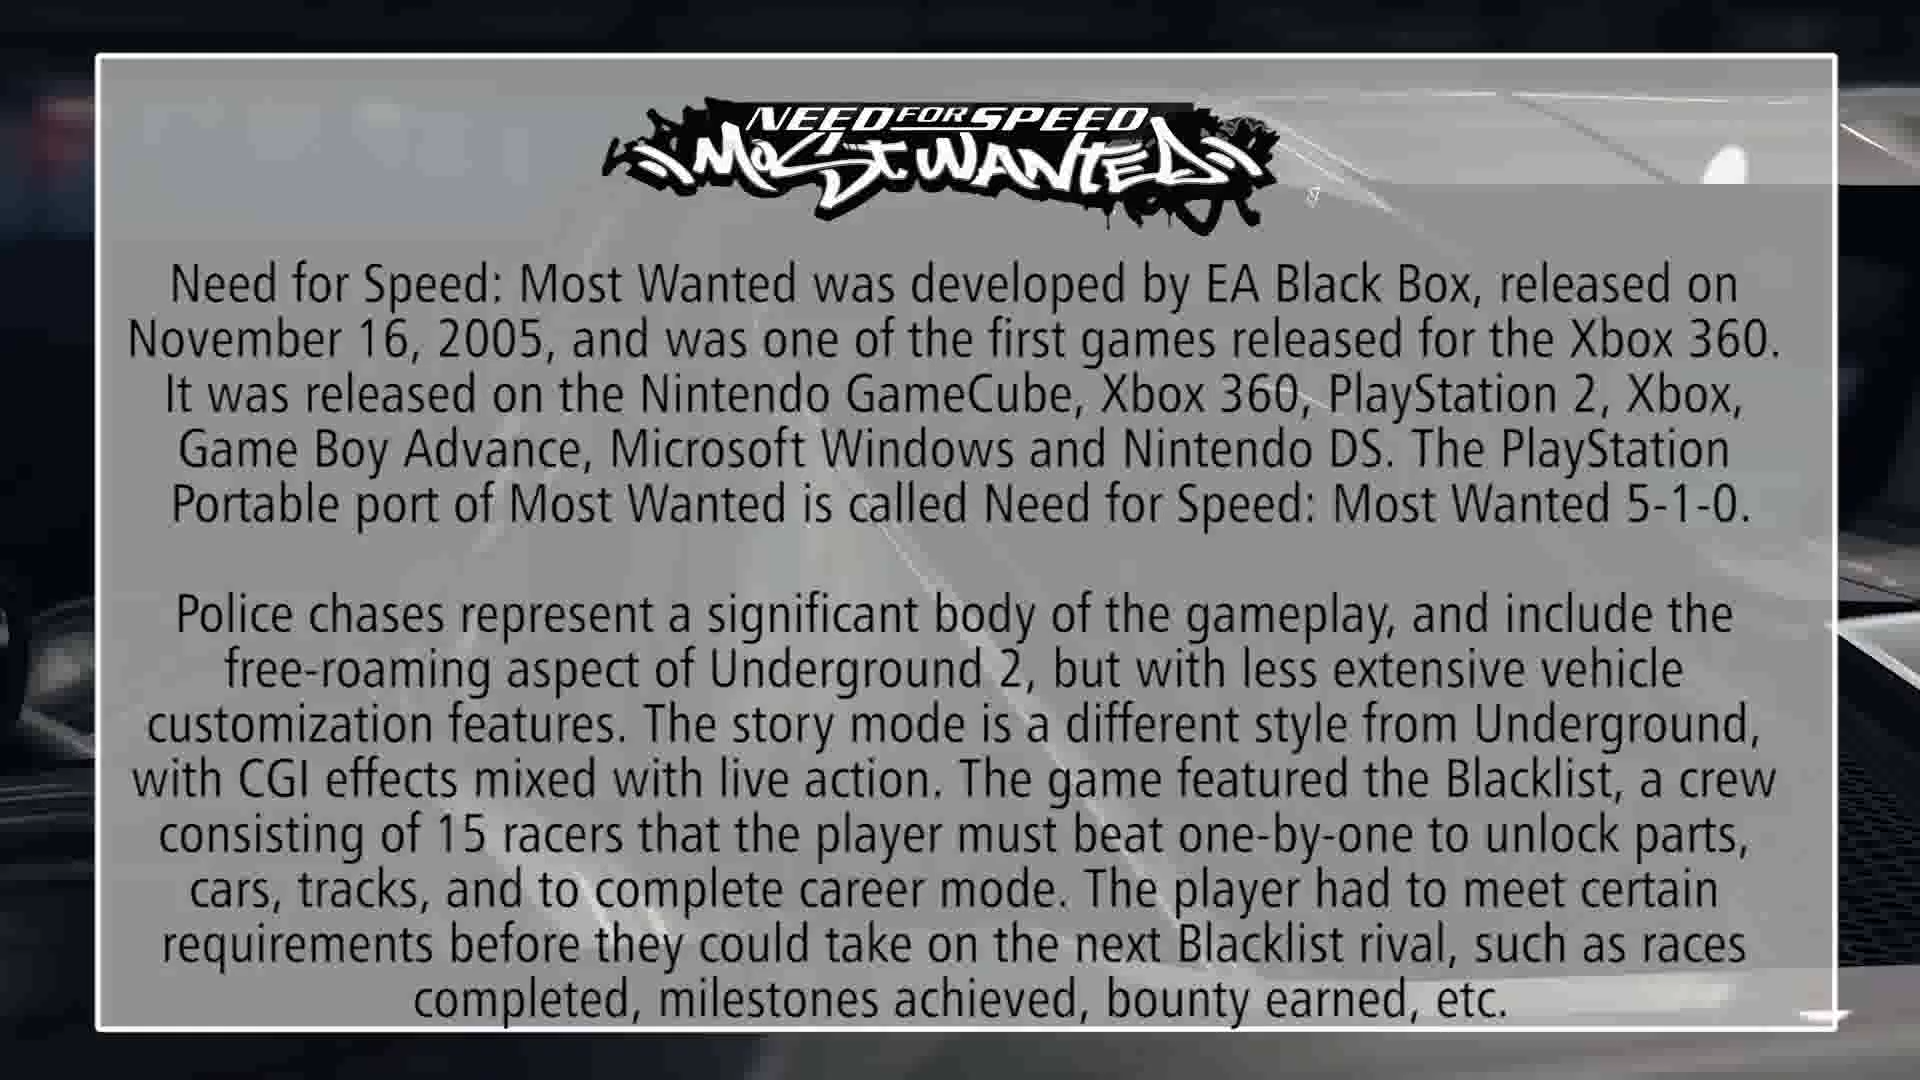 NEED FOR SPEED
MOST WANTED
Need for Speed: Most Wanted was developed by EA Black Box, released on
November 16, 2005, and was one of the first games released for the Xbox 360.
It was released on the Nintendo GameCube, Xbox 360, PlayStation 2, Xbox,
Game Boy Advance, Microsoft Windows and Nintendo DS. The PlayStation
Portable port of Most Wanted is called Need for Speed: Most Wanted 5-1-0.
Police chases represent a significant body of the gameplay, and include the
free-roaming aspect of Underground 2, but with less extensive vehicle
customization features. The story mode is a different style from Underground,
with CGI effects mixed with live action. The game featured the Blacklist, a crew
consisting of 15 racers that the player must beat one-by-one to unlock parts,
cars, tracks, and to complete career mode. The player had to meet certain
requirements before they could take on the next Blacklist rival, such as races
completed, milestones achieved, bounty earned, etc.